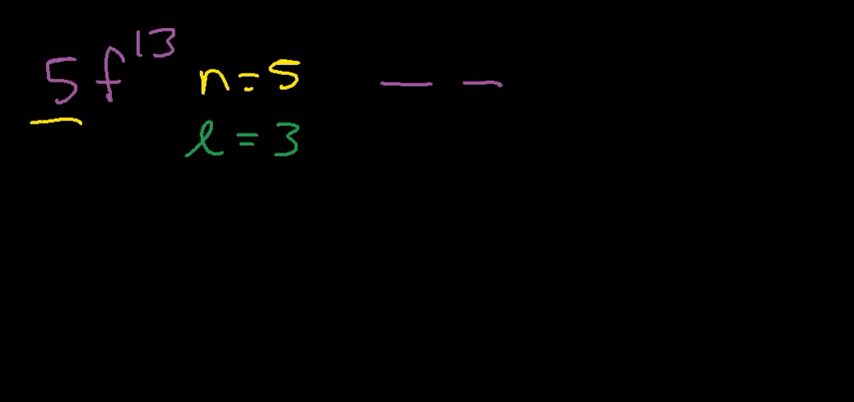 5f¹³ n=5 — —
l = 3